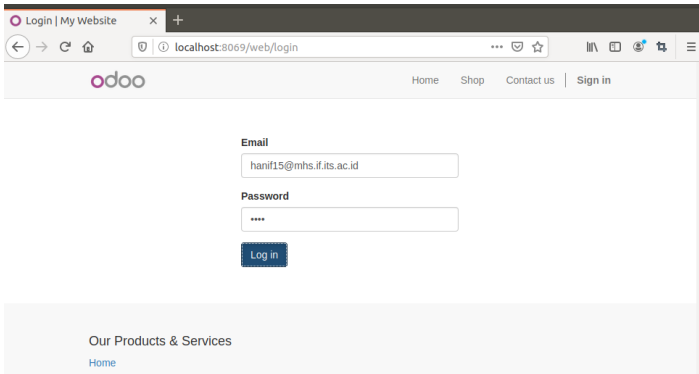 Login | My Website
localhost:8069/web/login
odoo
Home Shop Contact us Sign in
Email
hanif15@mhs.if.its.ac.id
Password
••••
Log in
Our Products & Services
Home